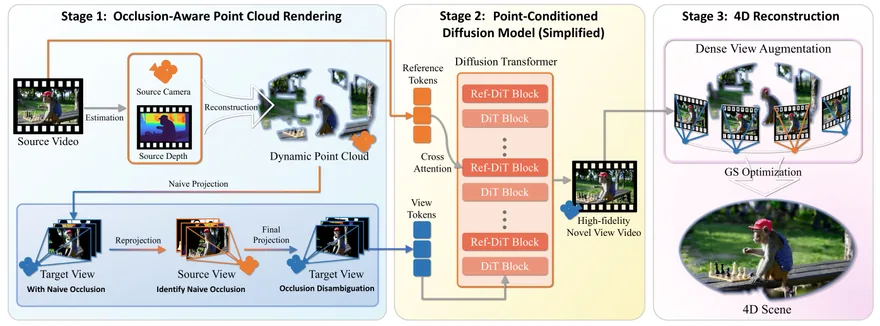 Stage 1: Occlusion-Aware Point Cloud Rendering
Source Video
Estimation
Source Camera
Source Depth
Reconstruction
Dynamic Point Cloud
Naive Projection
Target View
With Naive Occlusion
Reprojection
Source View
Identify Naive Occlusion
Final
Projection
Target View
Occlusion Disambiguation
Stage 2: Point-Conditioned
Diffusion Model (Simplified)
Reference
Tokens
Cross
Attention
View
Tokens
Diffusion Transformer
Ref-DiT Block
DiT Block
Ref-DiT Block
DiT Block
Ref-DiT Block
DiT Block
High-fidelity
Novel View Video
Stage 3: 4D Reconstruction
Dense View Augmentation
GS Optimization
4D Scene